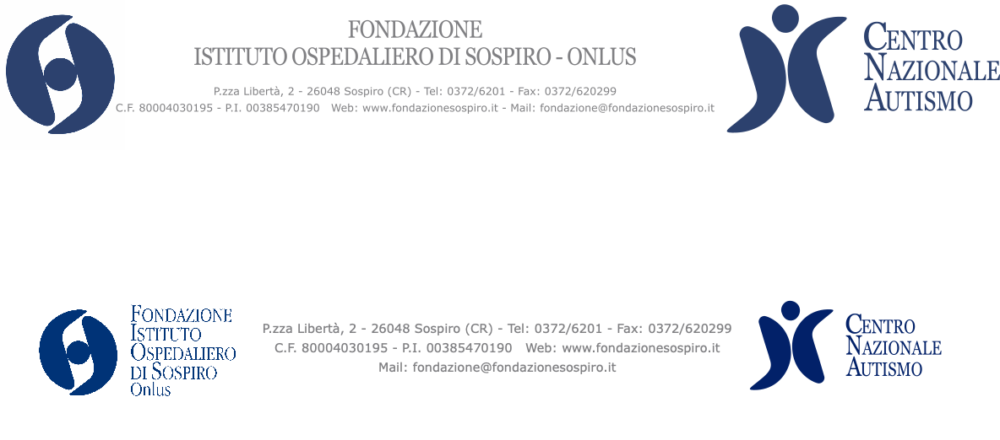 FONDAZIONE
ISTITUTO OSPEDALIERO DI SOSPIRO - ONLUS
P.zza Libertà, 2 - 26048 Sospiro (CR) - Tel: 0372/6201 - Fax: 0372/620299
C.F. 80004030195 - P.I. 00385470190 Web: www.fondazionesospiro.it - Mail: fondazione@fondazionesospiro.it
CENTRO
NAZIONALE
AUTISMO
FONDAZIONE
ISTITUTO
OSPEDALIERO
DI SOSPIRO
Onlus
P.zza Libertà, 2 - 26048 Sospiro (CR) - Tel: 0372/6201 - Fax: 0372/620299
C.F. 80004030195 - P.I. 00385470190 Web: www.fondazionesospiro.it
Mail: fondazione@fondazionesospiro.it
CENTRO
NAZIONALE
AUTISMO